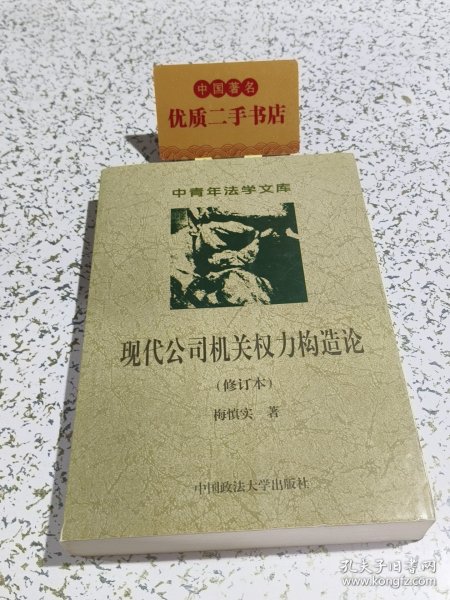 中国著名
优质二手书店
中青年法学文库
现代公司机关权力构造论
(修订本)
梅慎实 著
中国政法大学出版社
孔夫子旧书网
www.kongfz.com